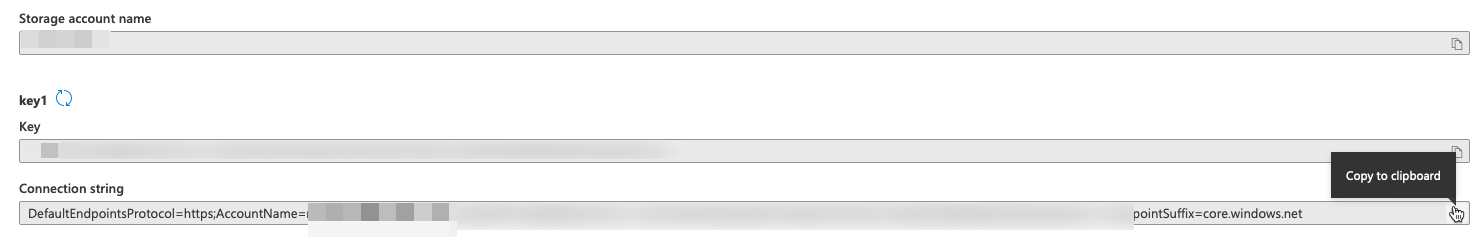 Storage account name
key1
Key
Copy to clipboard
Connection string
DefaultEndpointsProtocol=https;AccountName= pointSuffix=core.windows.net